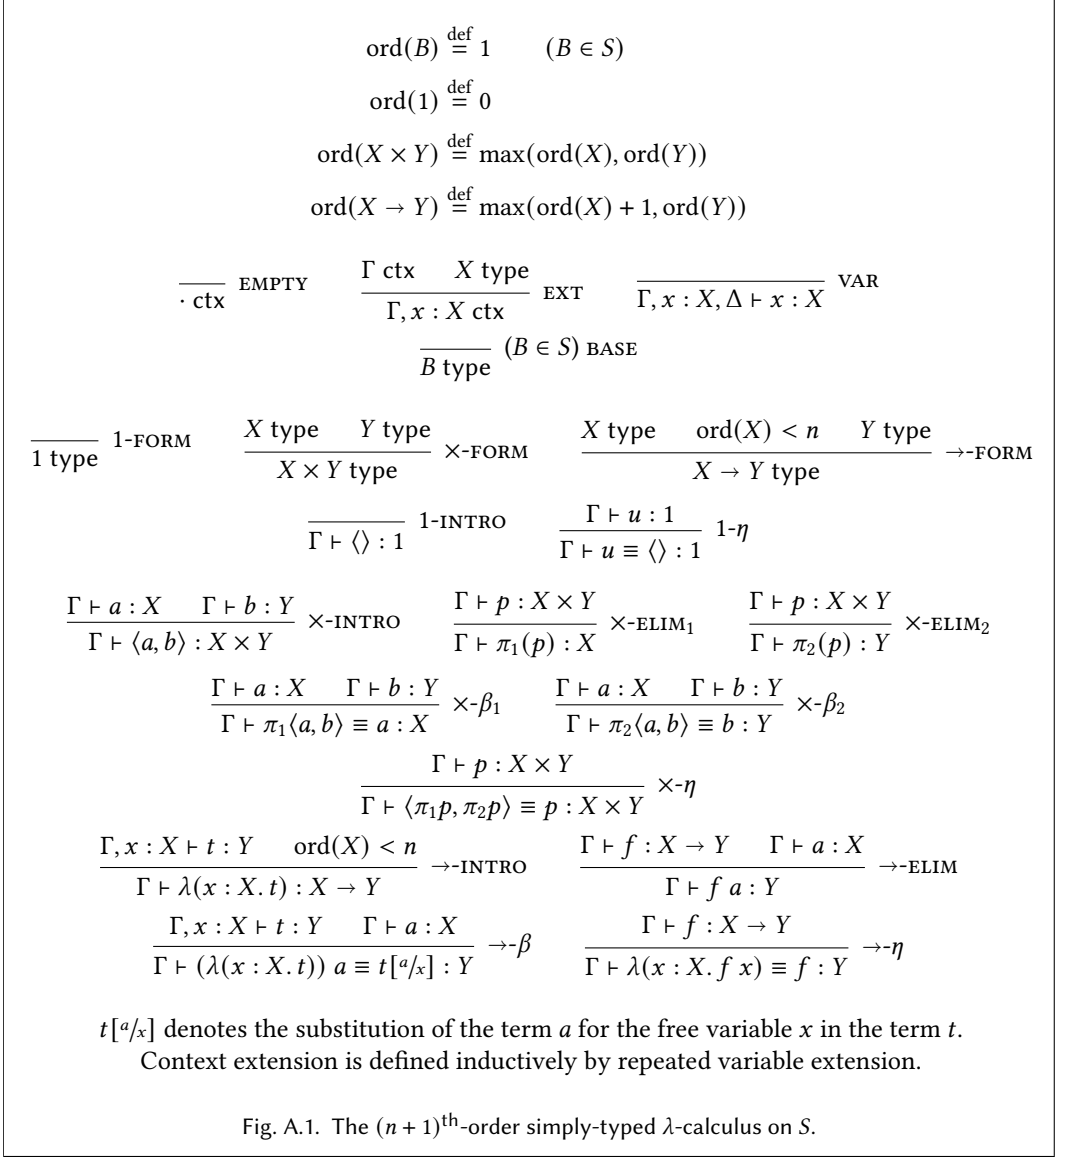 ord(B) def= 1 (B ∈ S)
ord(1) def= 0
ord(X × Y) def= max(ord(X), ord(Y))
ord(X → Y) def= max(ord(X) + 1, ord(Y))
Γ ctx X type
· ctx EMPTY Γ, x : X ctx EXT Γ, x : X, Δ ⊢ x : X VAR
B type (B ∈ S) BASE
X type Y type X type ord(X) < n Y type
1 type 1-FORM X × Y type ×-FORM X → Y type →-FORM
Γ ⊢ u : 1
Γ ⊢ ⟨⟩ : 1 1-INTRO Γ ⊢ u ≡ ⟨⟩ : 1 1-η
Γ ⊢ a : X Γ ⊢ b : Y Γ ⊢ p : X × Y Γ ⊢ p : X × Y
Γ ⊢ ⟨a, b⟩ : X × Y ×-INTRO Γ ⊢ π₁(p) : X ×-ELIM₁ Γ ⊢ π₂(p) : Y ×-ELIM₂
Γ ⊢ a : X Γ ⊢ b : Y Γ ⊢ a : X Γ ⊢ b : Y
Γ ⊢ π₁⟨a, b⟩ ≡ a : X ×-β₁ Γ ⊢ π₂⟨a, b⟩ ≡ b : Y ×-β₂
Γ ⊢ p : X × Y
Γ ⊢ ⟨π₁p, π₂p⟩ ≡ p : X × Y ×-η
Γ, x : X ⊢ t : Y ord(X) < n Γ ⊢ f : X → Y Γ ⊢ a : X
Γ ⊢ λ(x : X. t) : X → Y →-INTRO Γ ⊢ f a : Y →-ELIM
Γ, x : X ⊢ t : Y Γ ⊢ a : X Γ ⊢ f : X → Y
Γ ⊢ (λ(x : X. t)) a ≡ t[a/x] : Y →-β Γ ⊢ λ(x : X. f x) ≡ f : Y →-η
t[a/x] denotes the substitution of the term a for the free variable x in the term t.
Context extension is defined inductively by repeated variable extension.
Fig. A.1. The (n + 1)th-order simply-typed λ-calculus on S.